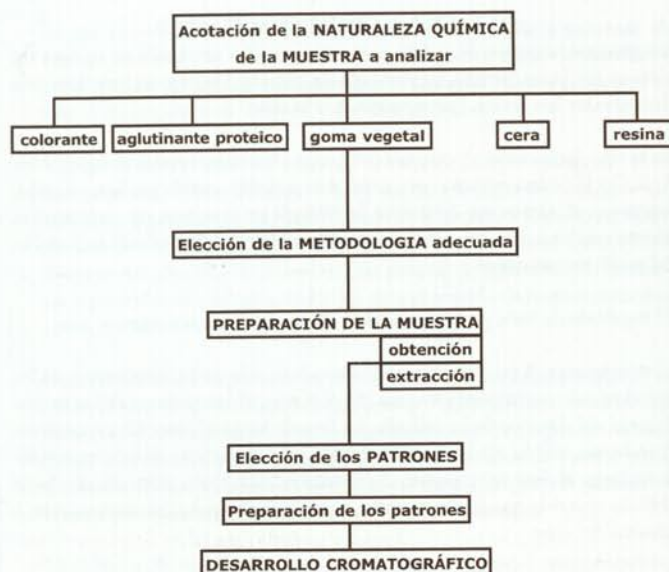 Acotación de la NATURALEZA QUÍMICA
de la MUESTRA a analizar
colorante
aglutinante protéico
goma vegetal
cera
resina
Elección de la METODOLOGIA adecuada
PREPARACIÓN DE LA MUESTRA
obtención
extracción
Elección de los PATRONES
Preparación de los patrones
DESARROLLO CROMATOGRÁFICO